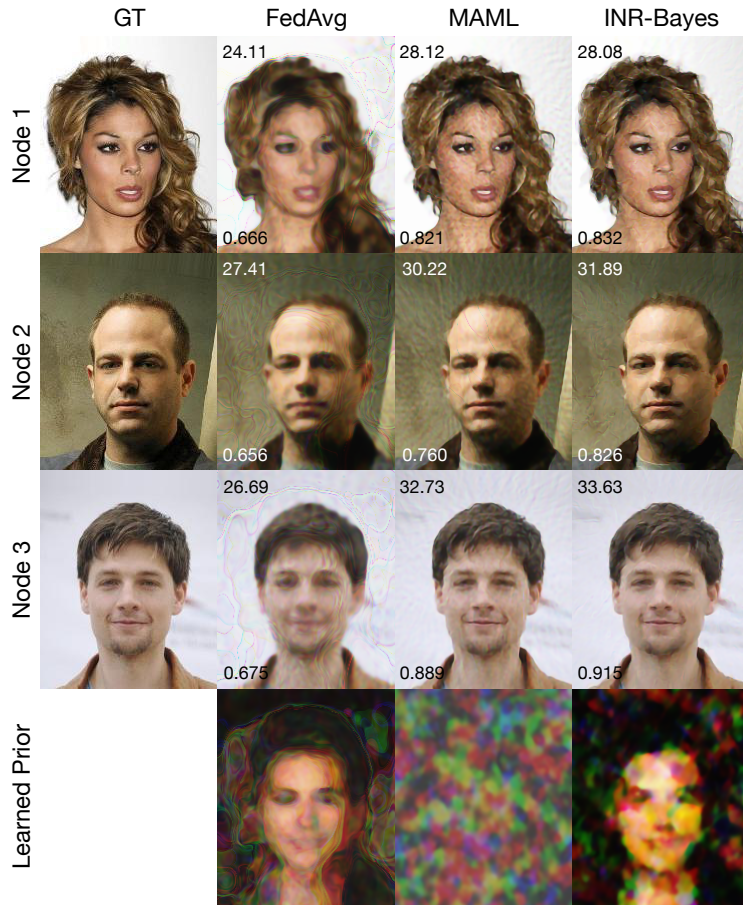 GT FedAvg MAML INR-Bayes
Node 1
24.11 28.12 28.08
0.666 0.821 0.832
Node 2
27.41 30.22 31.89
0.656 0.760 0.826
Node 3
26.69 32.73 33.63
0.675 0.889 0.915
Learned Prior